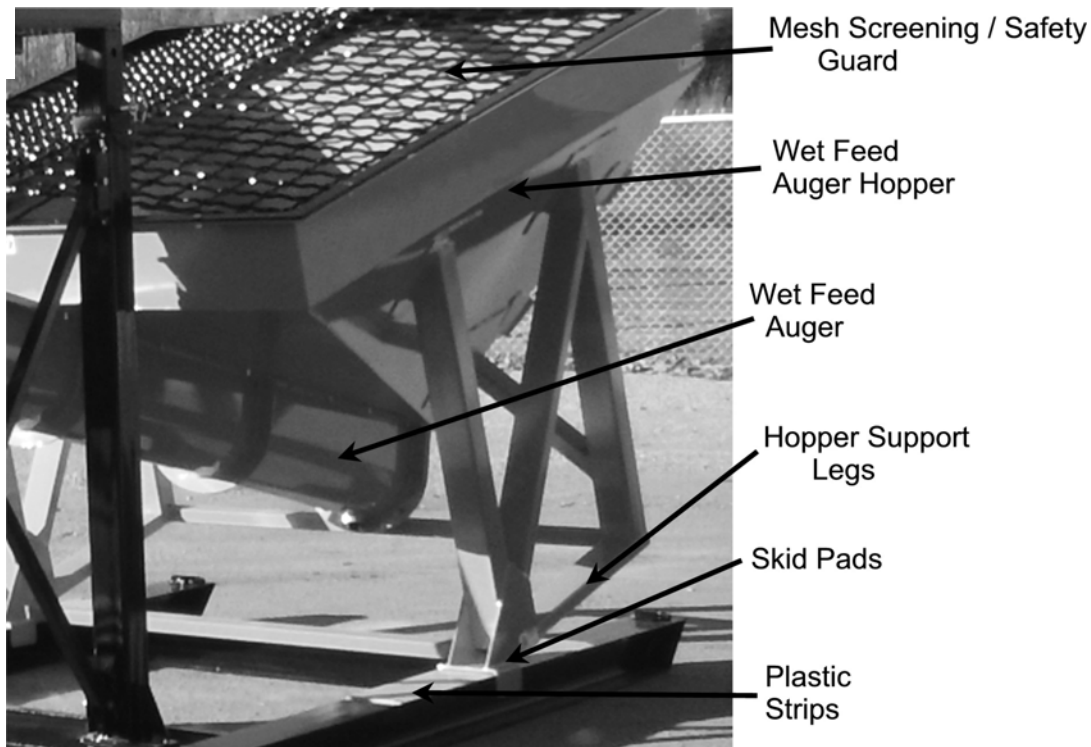 Mesh Screening / Safety
Guard
Wet Feed
Auger Hopper
Wet Feed
Auger
Hopper Support
Legs
Skid Pads
Plastic
Strips